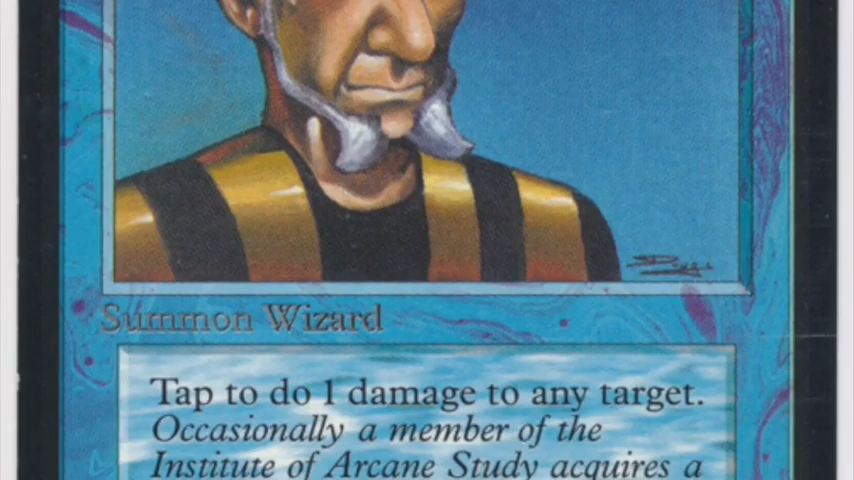 Summon Wizard
Tap to do 1 damage to any target.
Occasionally a member of the
Institute of Arcane Study acquires a